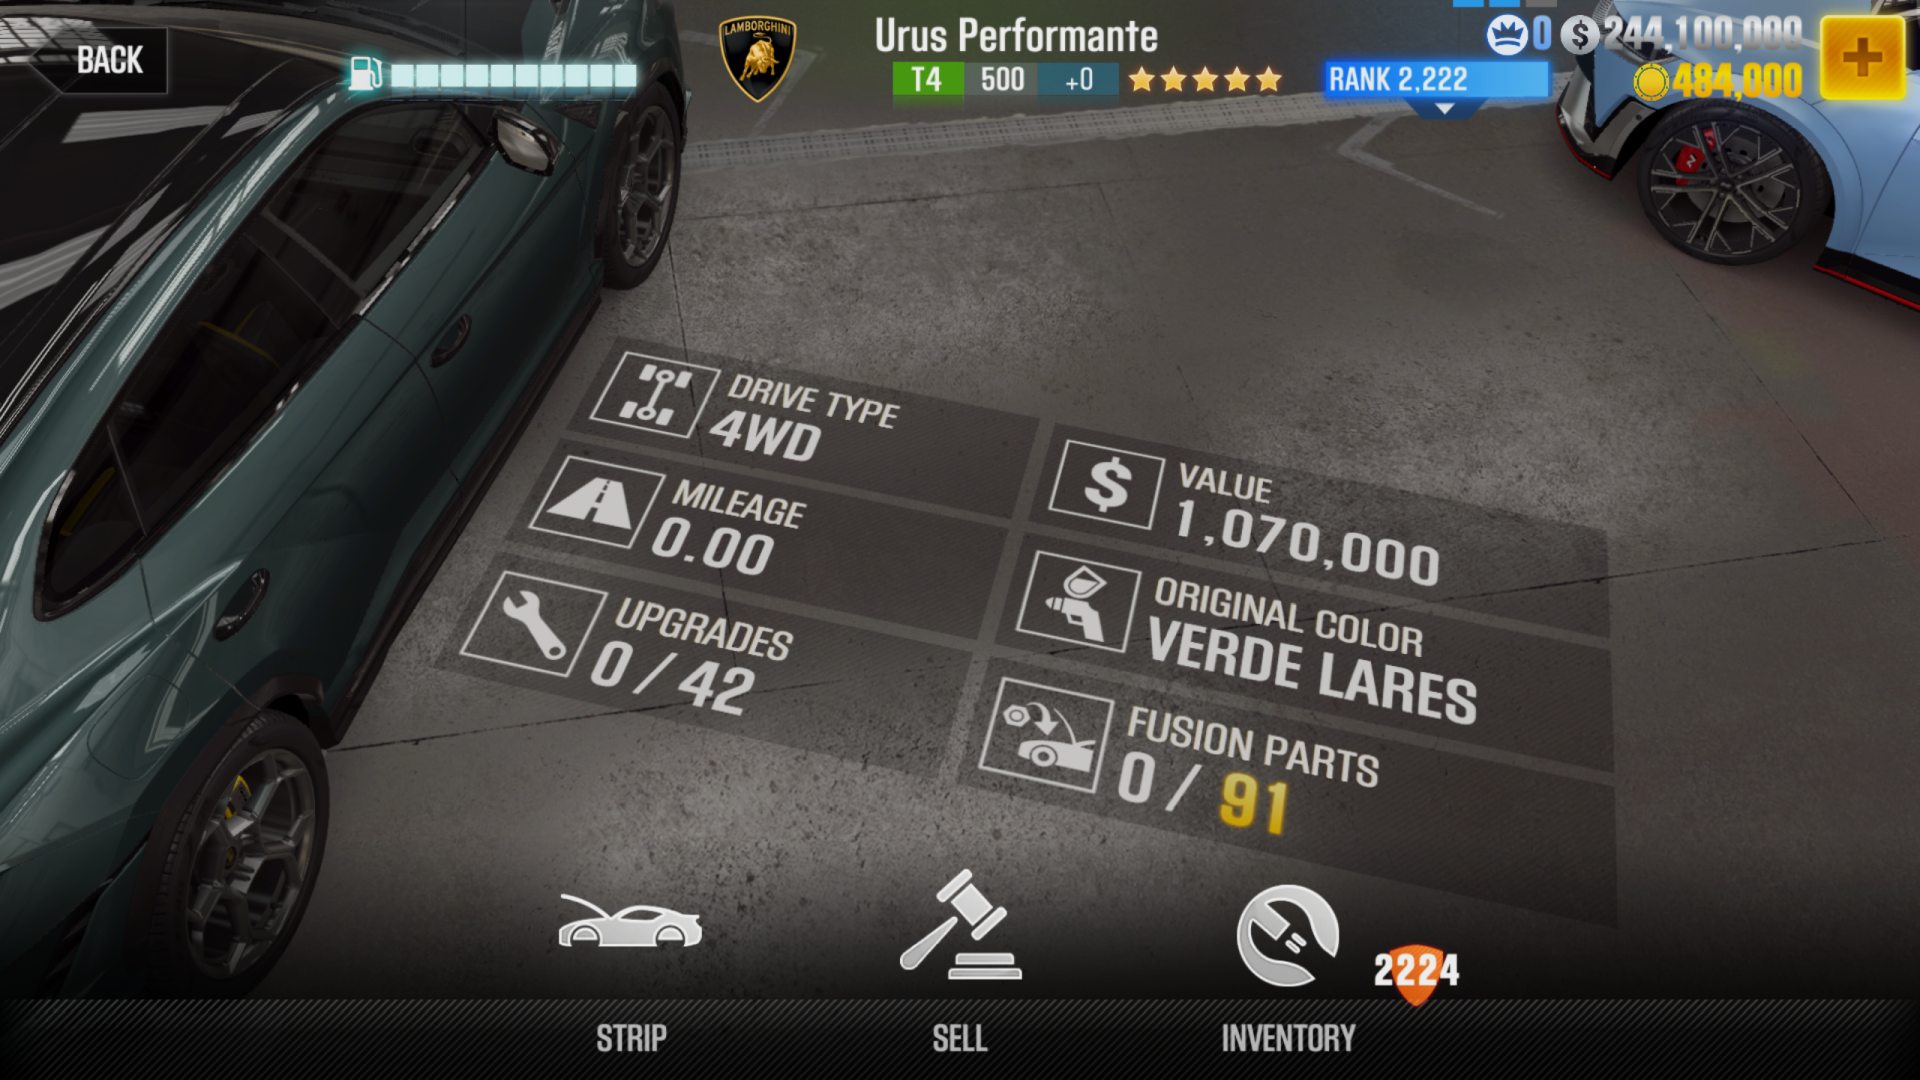 BACK
LAMBORGHINI
Urus Performante
T4 500 +0
RANK 2,222
0
$ 244,100,009
484,000
DRIVE TYPE
4WD
MILEAGE
0.00
UPGRADES
0 / 42
$ VALUE
1,070,000
ORIGINAL COLOR
VERDE LARES
FUSION PARTS
0 / 91
2224
STRIP
SELL
INVENTORY